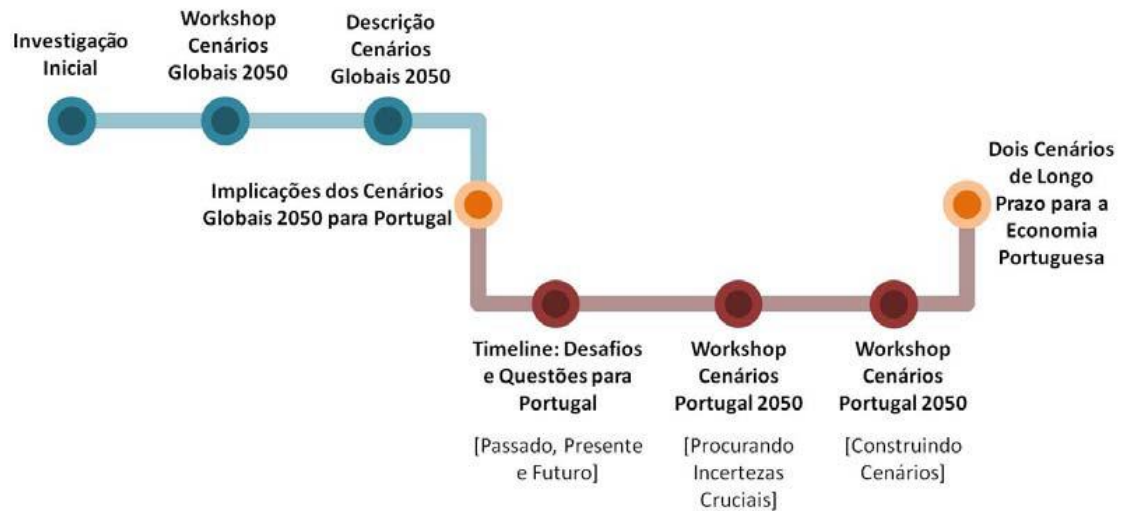 Investigação
Inicial
Workshop
Cenários
Globais 2050
Descrição
Cenários
Globais 2050
Implicações dos Cenários
Globais 2050 para Portugal
Dois Cenários
de Longo
Prazo para a
Economia
Portuguesa
Timeline: Desafios
e Questões para
Portugal
[Passado, Presente
e Futuro]
Workshop
Cenários
Portugal 2050
[Procurando
Incertezas
Cruciais]
Workshop
Cenários
Portugal 2050
[Construindo
Cenários]